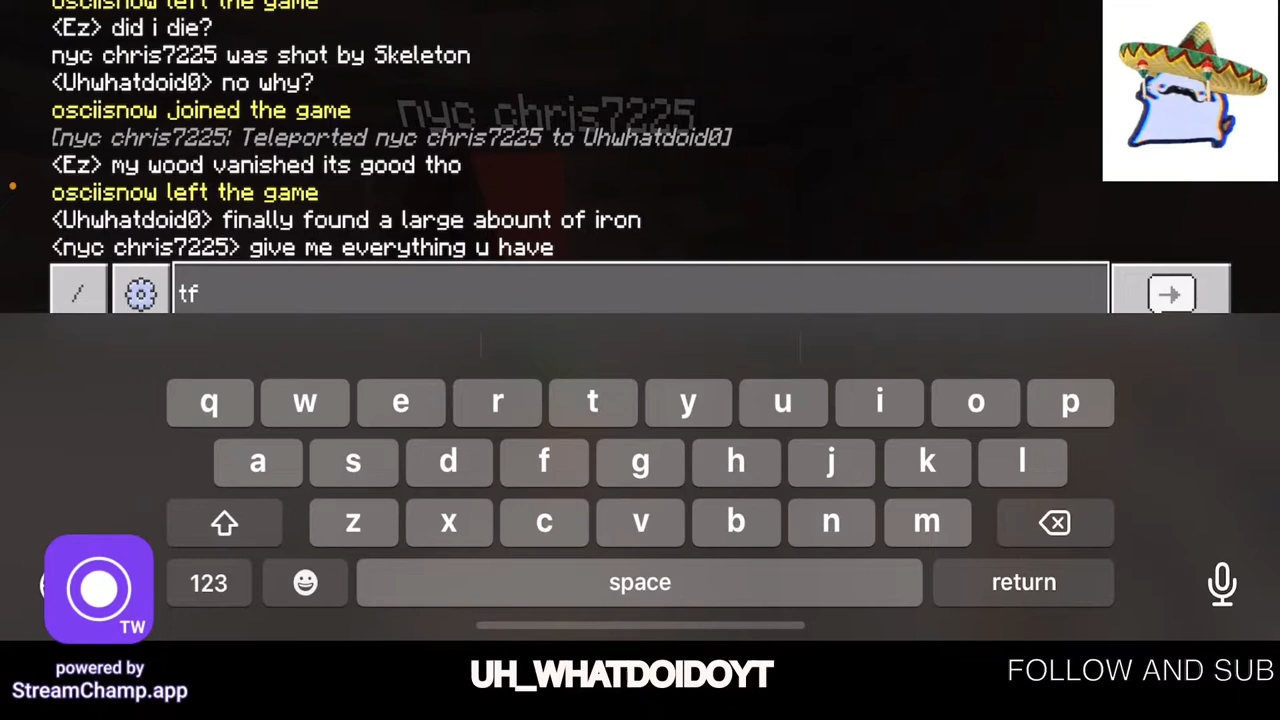 osciisnow left the game
<Ez> did i die?
nyc chris7225 was shot by Skeleton
<Uhwhatdoid0> no why?
osciisnow joined the game
nyc chris7225
[nyc chris7225: Teleported nyc chris7225 to Uhwhatdoid0]
<Ez> my wood vanished its good tho
osciisnow left the game
<Uhwhatdoid0> finally found a large abount of iron
<nyc chris7225> give me everything u have
/ tf
q w e r t y u i o p
a s d f g h j k l
z x c v b n m
123 space return
TW
powered by
StreamChamp.app
UH_WHATDOIDOYT
FOLLOW AND SUB